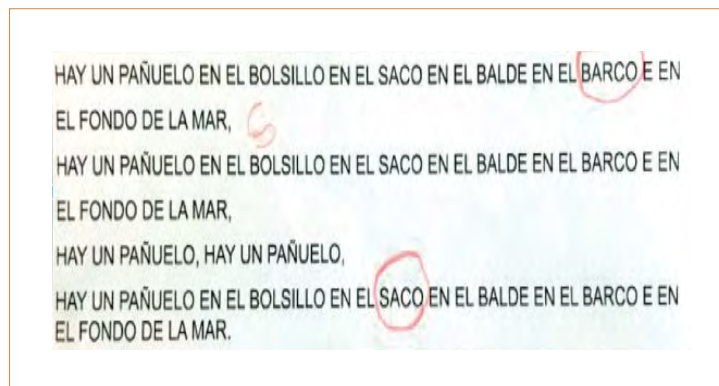 HAY UN PAÑUELO EN EL BOLSILLO EN EL SACO EN EL BALDE EN EL BARCO E EN
EL FONDO DE LA MAR,
HAY UN PAÑUELO EN EL BOLSILLO EN EL SACO EN EL BALDE EN EL BARCO E EN
EL FONDO DE LA MAR,
HAY UN PAÑUELO, HAY UN PAÑUELO,
HAY UN PAÑUELO EN EL BOLSILLO EN EL SACO EN EL BALDE EN EL BARCO E EN
EL FONDO DE LA MAR.